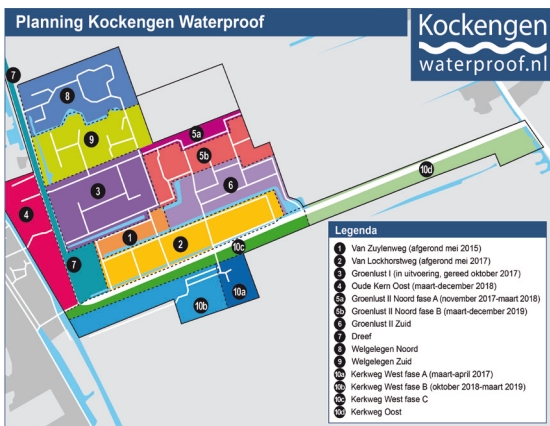 Planning Kockengen Waterproof
Kockengen
waterproof.nl
7
8
9
5a
5b
10d
3
6
4
1
2
10c
7
10a
10b
Legenda
1 Van Zuylenweg (afgerond mei 2015)
2 Van Lockhorstweg (afgerond mei 2017)
3 Groenlust I (in uitvoering, gereed oktober 2017)
4 Oude Kern Oost (maart-december 2018)
5a Groenlust II Noord fase A (november 2017-maart 2018)
5b Groenlust II Noord fase B (maart-december 2019)
6 Groenlust II Zuid
7 Dreef
8 Welgelegen Noord
9 Welgelegen Zuid
10a Kerkweg West fase A (maart-april 2017)
10b Kerkweg West fase B (oktober 2018-maart 2019)
10c Kerkweg West fase C
10d Kerkweg Oost